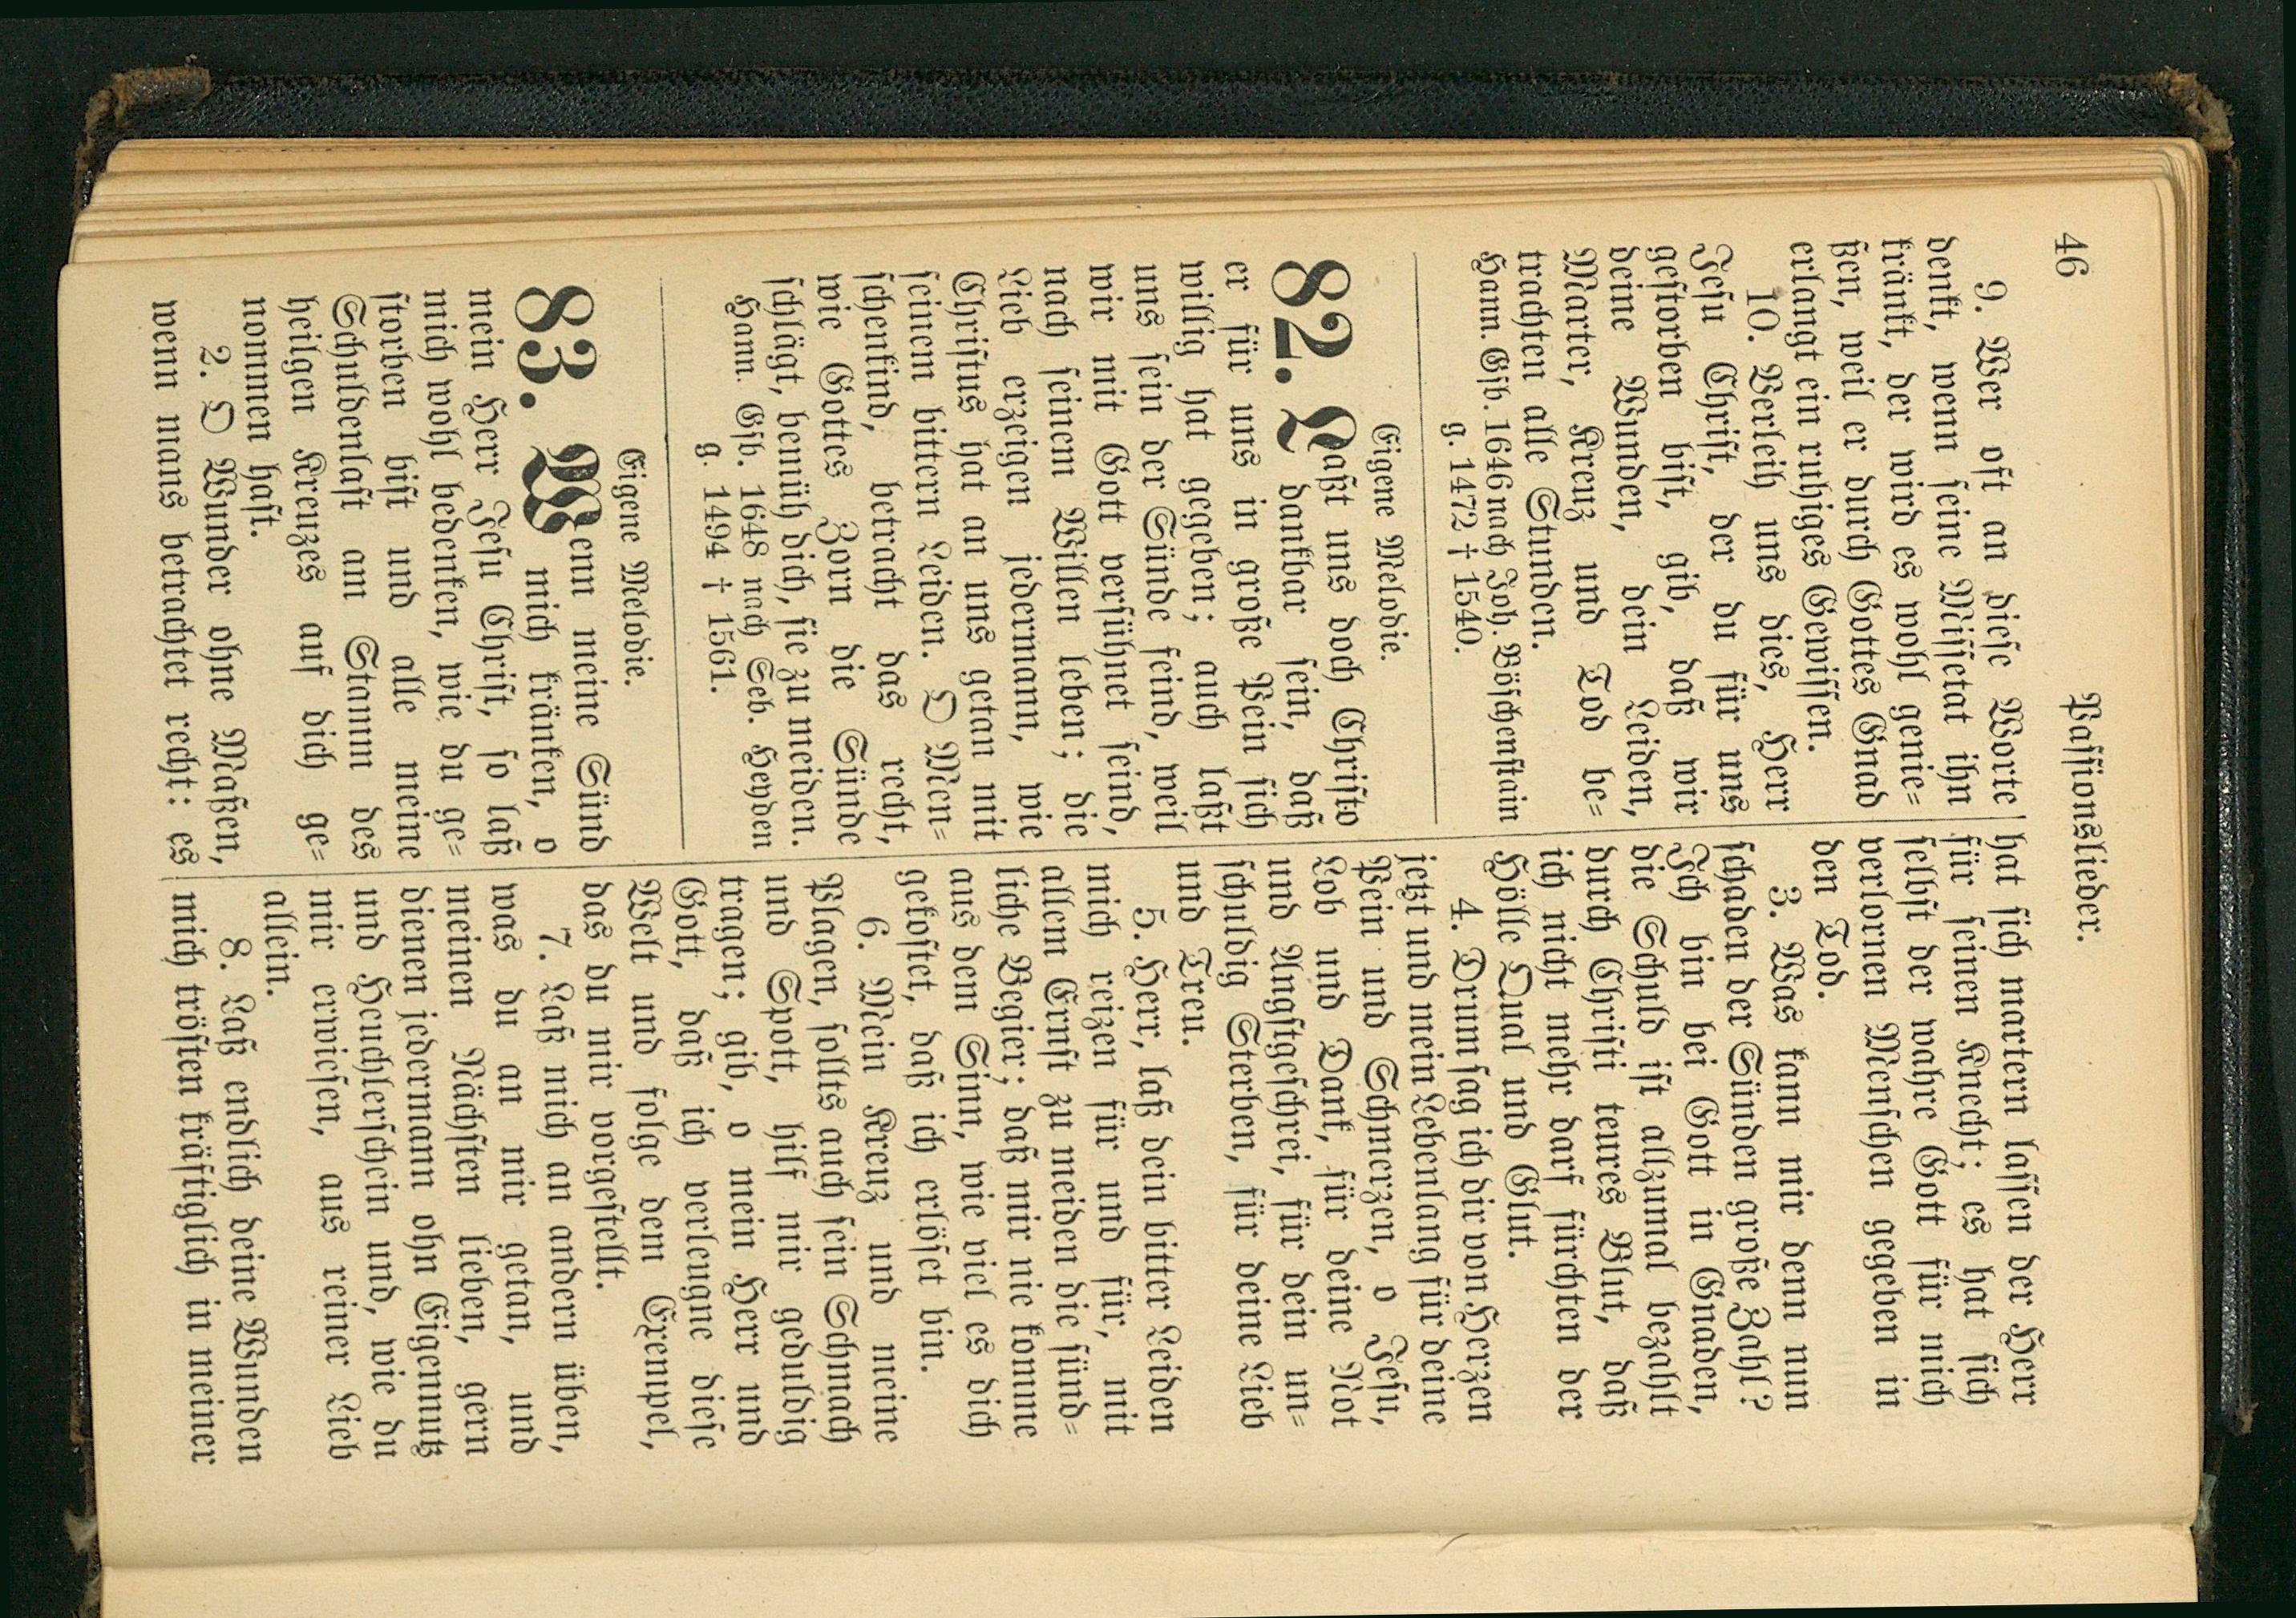 46
Passionslieder.
9. Wer oft an diese Worte
denkt, wenn seine Missetat ihn
kränkt, der wird es wohl genie=
ßen, weil er durch Gottes Gnad
erlangt ein ruhiges Gewissen.
10. Verleih uns dies, Herr
Jesu Christ, der du für uns
gestorben bist, gib, daß wir
deine Wunden, dein Leiden,
Marter, Kreuz und Tod be=
trachten alle Stunden.
Hann. Gsb. 1646 nach Joh. Böschenstain
g. 1472 † 1540.
Eigene Melodie.
82. Laßt uns doch Christo
dankbar sein, daß
er für uns in große Pein sich
willig hat gegeben; auch laßt
uns sein der Sünde feind, weil
wir mit Gott versühnet seind,
nach seinem Willen leben; die
Lieb erzeigen jedermann, wie
Christus hat an uns getan mit
seinem bittern Leiden. O Men=
schenkind, betracht das recht,
wie Gottes Zorn die Sünde
schlägt, bemüh dich, sie zu meiden.
Hann. Gsb. 1648 nach Seb. Heyden
g. 1494 † 1561.
Eigene Melodie.
83. Wenn meine Sünd
mich kränken, o
mein Herr Jesu Christ, so laß
mich wohl bedenken, wie du ge=
storben bist und alle meine
Schuldenlast am Stamm des
heilgen Kreuzes auf dich ge=
nommen hast.
2. O Wunder ohne Maßen,
wenn mans betrachtet recht: es
hat sich martern lassen der Herr
für seinen Knecht; es hat sich
selbst der wahre Gott für mich
verlornen Menschen gegeben in
den Tod.
3. Was kann mir denn nun
schaden der Sünden große Zahl?
Ich bin bei Gott in Gnaden,
die Schuld ist allzumal bezahlt
durch Christi teures Blut, daß
ich nicht mehr darf fürchten der
Hölle Qual und Glut.
4. Drum sag ich dir von Herzen
jetzt und mein Lebenlang für deine
Pein und Schmerzen, o Jesu,
Lob und Dank, für deine Not
und Angstgeschrei, für dein un=
schuldig Sterben, für deine Lieb
und Treu.
5. Herr, laß dein bitter Leiden
mich reizen für und für, mit
allem Ernst zu meiden die sünd=
liche Begier; daß mir nie komme
aus dem Sinn, wie viel es dich
gekostet, daß ich erlöset bin.
6. Mein Kreuz und meine
Plagen, sollts auch sein Schmach
und Spott, hilf mir geduldig
tragen; gib, o mein Herr und
Gott, daß ich verleugne diese
Welt und folge dem Exempel,
das du mir vorgestellt.
7. Laß mich an andern üben,
was du an mir getan, und
meinen Nächsten lieben, gern
dienen jedermann ohn Eigennutz
und Heuchlerschein und, wie du
mir erwiesen, aus reiner Lieb
allein.
8. Laß endlich deine Wunden
mich trösten kräftiglich in meiner